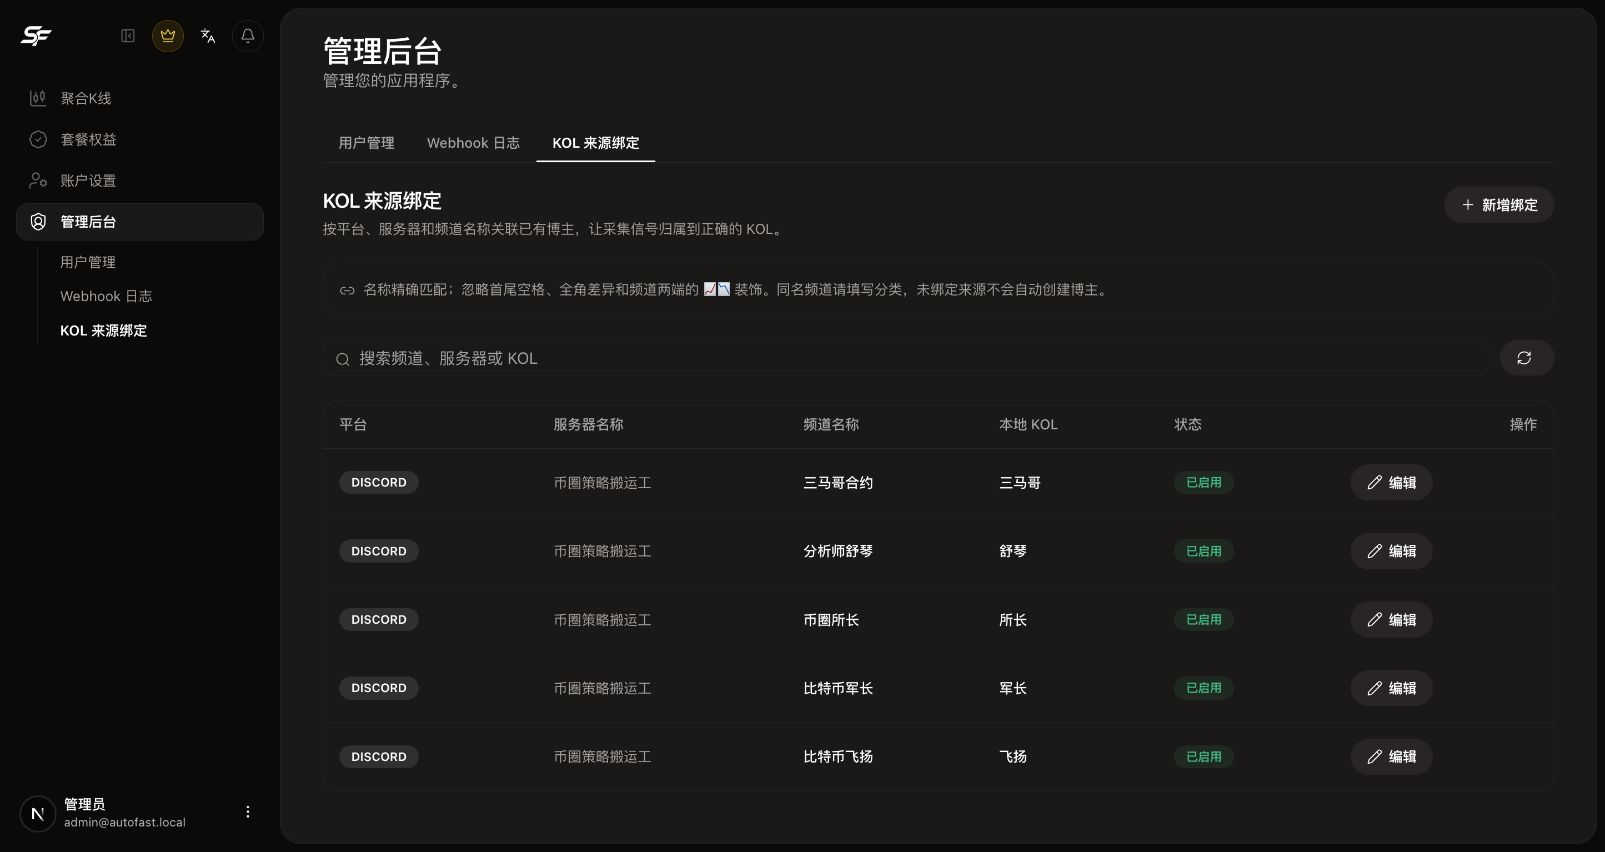 SF
聚合K线
套餐权益
账户设置
管理后台
用户管理
Webhook 日志
KOL 来源绑定
N
管理员
admin@autofast.local
管理后台
管理您的应用程序。
用户管理 Webhook 日志 KOL 来源绑定
KOL 来源绑定
+ 新增绑定
按平台、服务器和频道名称关联已有博主，让采集信号归属到正确的 KOL。
名称精确匹配；忽略首尾空格、全角差异和频道两端的 📈📉 装饰。同名频道请填写分类，未绑定来源不会自动创建博主。
搜索频道、服务器或 KOL
平台 服务器名称 频道名称 本地 KOL 状态 操作
DISCORD 币圈策略搬运工 三马哥合约 三马哥 已启用 编辑
DISCORD 币圈策略搬运工 分析师舒琴 舒琴 已启用 编辑
DISCORD 币圈策略搬运工 币圈所长 所长 已启用 编辑
DISCORD 币圈策略搬运工 比特币军长 军长 已启用 编辑
DISCORD 币圈策略搬运工 比特币飞扬 飞扬 已启用 编辑